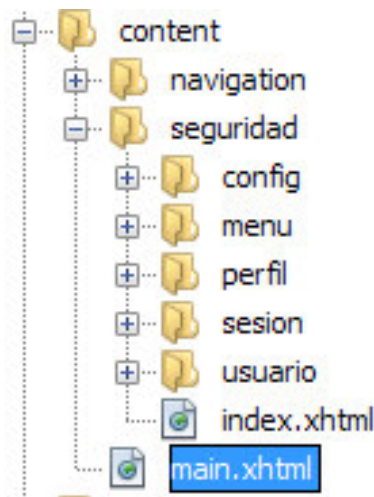 content
navigation
seguridad
config
menu
perfil
sesion
usuario
index.xhtml
main.xhtml